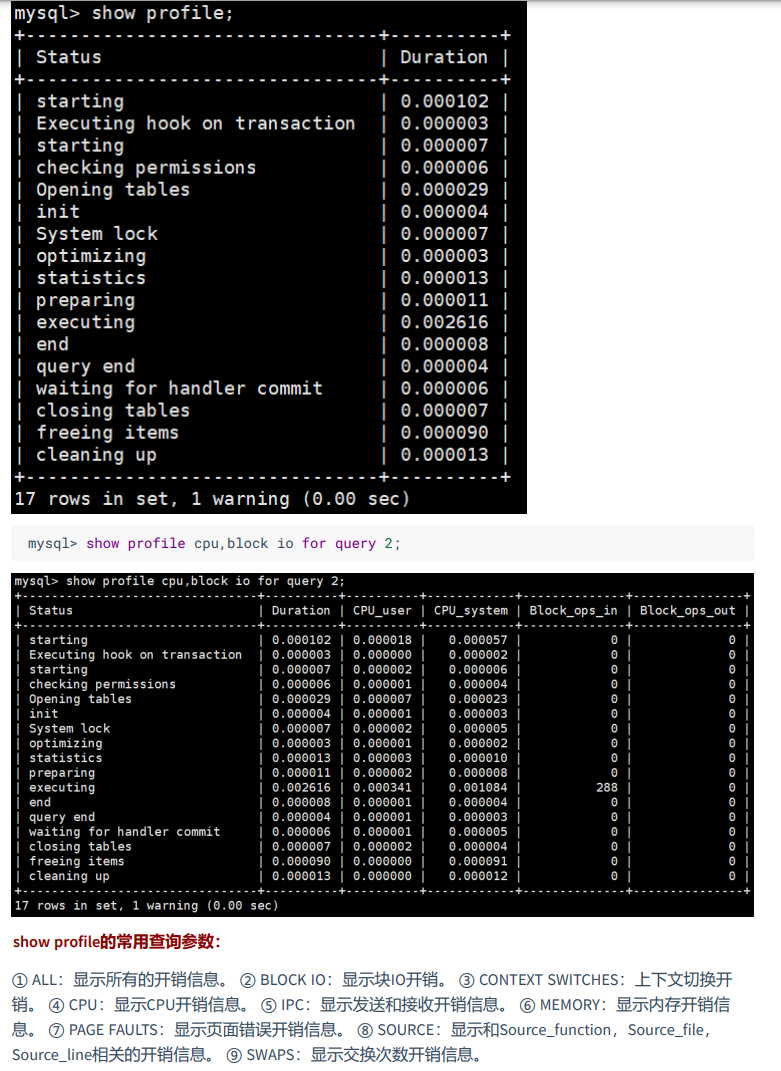 mysql> show profile;
+--------------------------------+----------+
| Status                         | Duration |
+--------------------------------+----------+
| starting                       | 0.000102 |
| Executing hook on transaction  | 0.000003 |
| starting                       | 0.000007 |
| checking permissions           | 0.000006 |
| Opening tables                 | 0.000029 |
| init                           | 0.000004 |
| System lock                    | 0.000007 |
| optimizing                     | 0.000003 |
| statistics                     | 0.000013 |
| preparing                      | 0.000011 |
| executing                      | 0.002616 |
| end                            | 0.000008 |
| query end                      | 0.000004 |
| waiting for handler commit     | 0.000006 |
| closing tables                 | 0.000007 |
| freeing items                  | 0.000090 |
| cleaning up                    | 0.000013 |
+--------------------------------+----------+
17 rows in set, 1 warning (0.00 sec)
mysql> show profile cpu,block io for query 2;
mysql> show profile cpu,block io for query 2;
+--------------------------------+----------+----------+------------+--------------+---------------+
| Status                         | Duration | CPU_user | CPU_system | Block_ops_in | Block_ops_out |
+--------------------------------+----------+----------+------------+--------------+---------------+
| starting                       | 0.000102 | 0.000018 |   0.000057 |            0 |             0 |
| Executing hook on transaction  | 0.000003 | 0.000000 |   0.000002 |            0 |             0 |
| starting                       | 0.000007 | 0.000002 |   0.000006 |            0 |             0 |
| checking permissions           | 0.000006 | 0.000001 |   0.000004 |            0 |             0 |
| Opening tables                 | 0.000029 | 0.000007 |   0.000023 |            0 |             0 |
| init                           | 0.000004 | 0.000001 |   0.000003 |            0 |             0 |
| System lock                    | 0.000007 | 0.000002 |   0.000005 |            0 |             0 |
| optimizing                     | 0.000003 | 0.000001 |   0.000002 |            0 |             0 |
| statistics                     | 0.000013 | 0.000003 |   0.000010 |            0 |             0 |
| preparing                      | 0.000011 | 0.000002 |   0.000008 |            0 |             0 |
| executing                      | 0.002616 | 0.000341 |   0.001084 |          288 |             0 |
| end                            | 0.000008 | 0.000001 |   0.000004 |            0 |             0 |
| query end                      | 0.000004 | 0.000001 |   0.000003 |            0 |             0 |
| waiting for handler commit     | 0.000006 | 0.000001 |   0.000005 |            0 |             0 |
| closing tables                 | 0.000007 | 0.000002 |   0.000004 |            0 |             0 |
| freeing items                  | 0.000090 | 0.000000 |   0.000091 |            0 |             0 |
| cleaning up                    | 0.000013 | 0.000000 |   0.000012 |            0 |             0 |
+--------------------------------+----------+----------+------------+--------------+---------------+
17 rows in set, 1 warning (0.00 sec)
show profile的常用查询参数：
① ALL：显示所有的开销信息。 ② BLOCK IO：显示块IO开销。 ③ CONTEXT SWITCHES：上下文切换开
销。 ④ CPU：显示CPU开销信息。 ⑤ IPC：显示发送和接收开销信息。 ⑥ MEMORY：显示内存开销信
息。 ⑦ PAGE FAULTS：显示页面错误开销信息。 ⑧ SOURCE：显示和Source_function，Source_file，
Source_line相关的开销信息。 ⑨ SWAPS：显示交换次数开销信息。